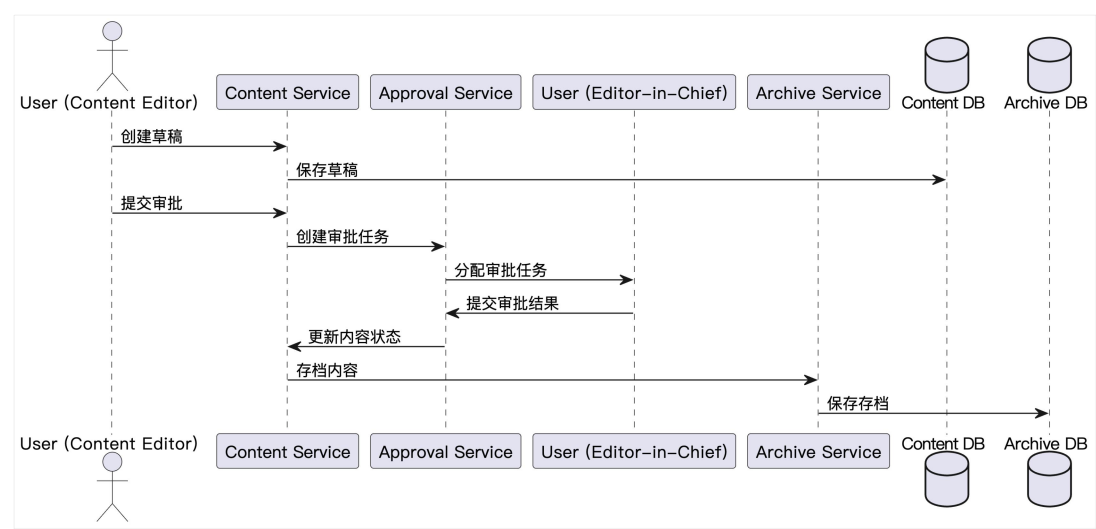 User (Content Editor)
Content Service
Approval Service
User (Editor-in-Chief)
Archive Service
Content DB
Archive DB
创建草稿
保存草稿
提交审批
创建审批任务
分配审批任务
提交审批结果
更新内容状态
存档内容
保存存档
User (Content Editor)
Content Service
Approval Service
User (Editor-in-Chief)
Archive Service
Content DB
Archive DB